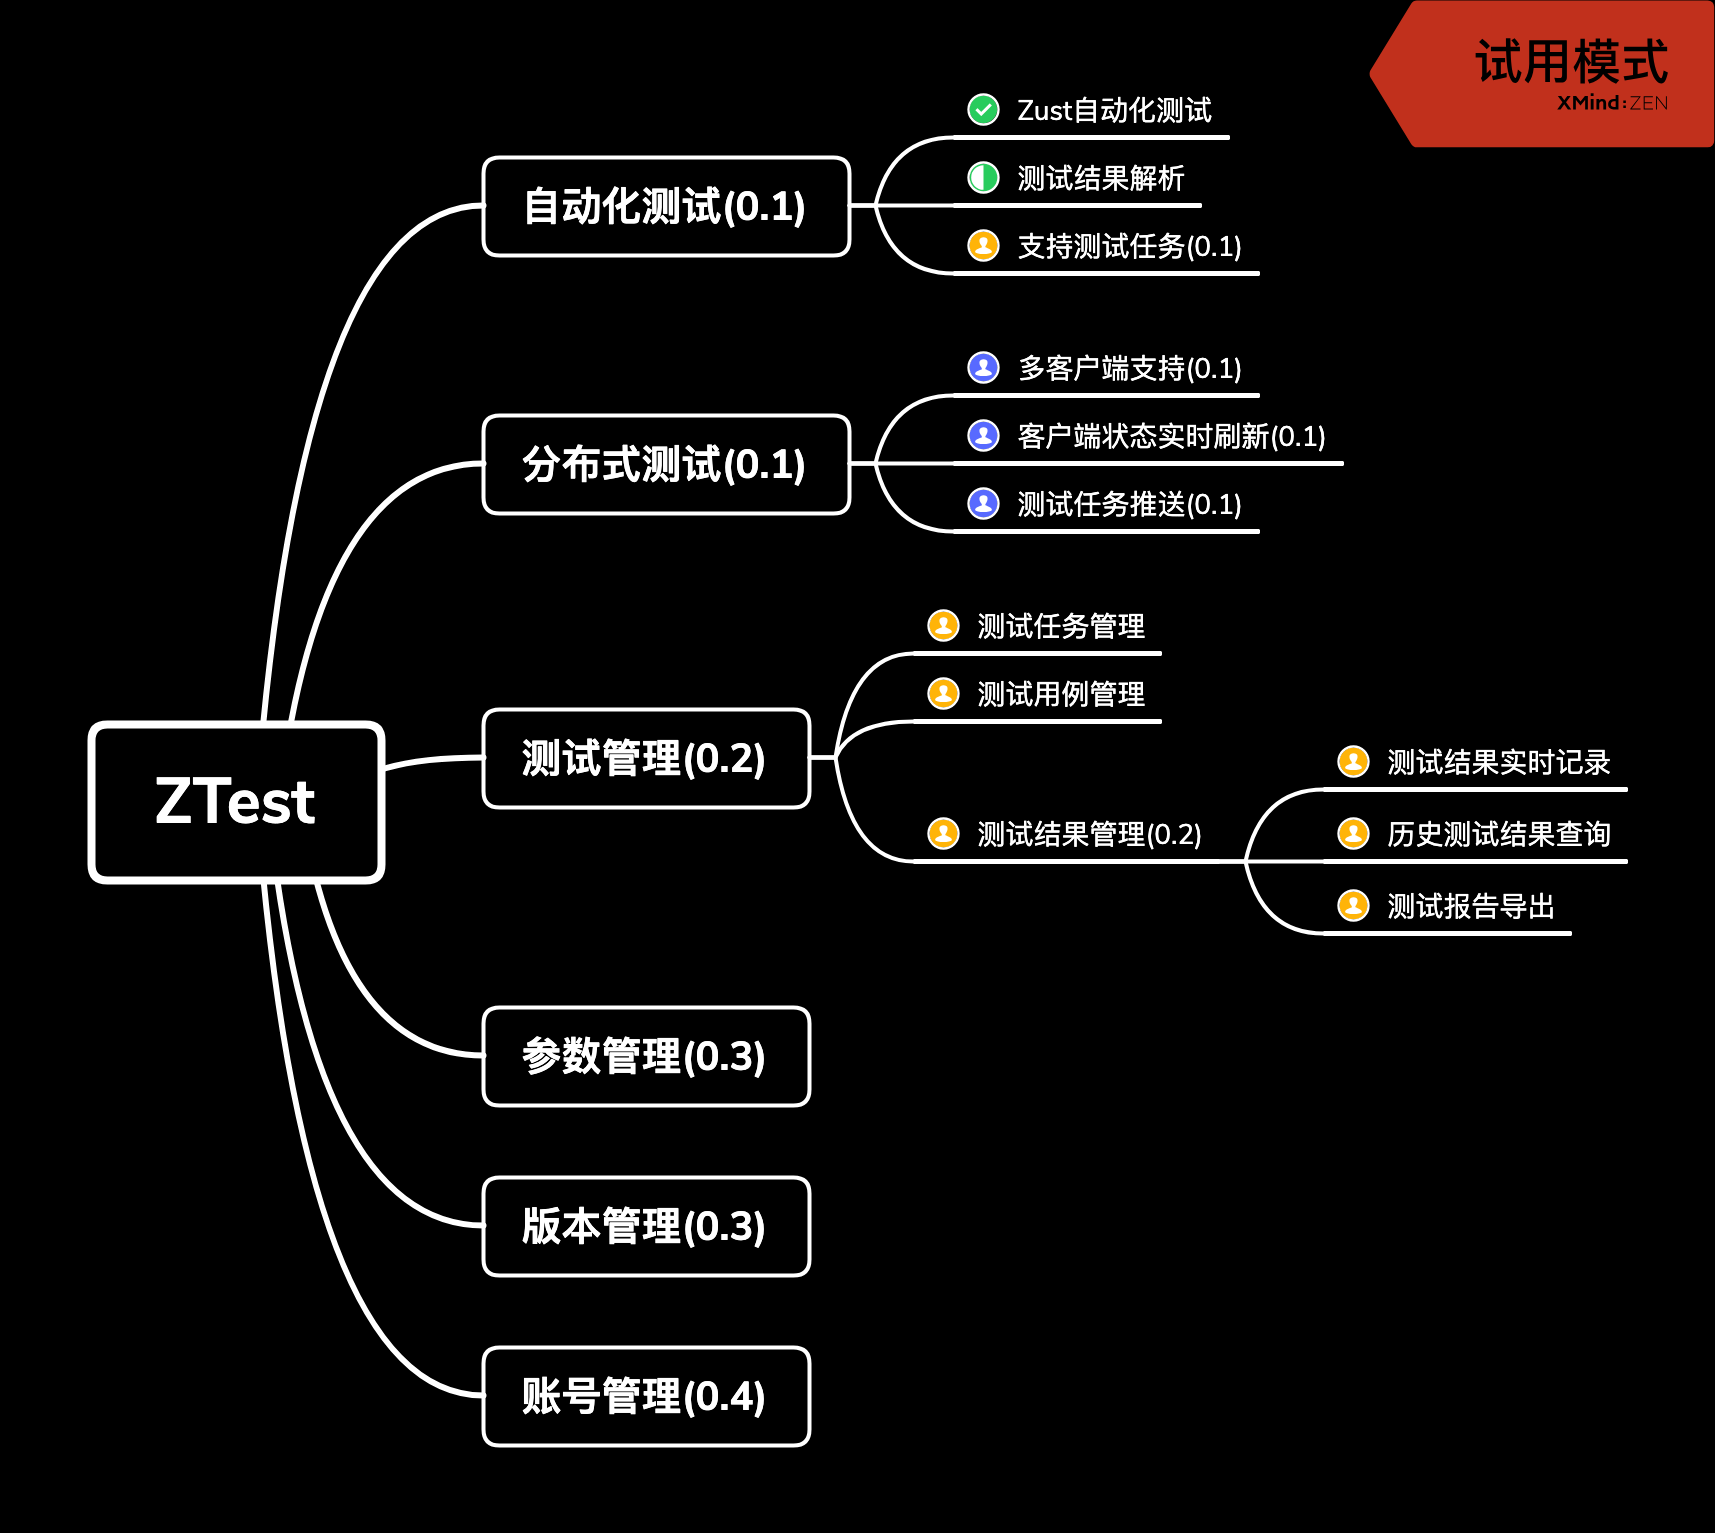 试用模式
XMind:ZEN
ZTest
自动化测试(0.1)
Zust自动化测试
测试结果解析
支持测试任务(0.1)
分布式测试(0.1)
多客户端支持(0.1)
客户端状态实时刷新(0.1)
测试任务推送(0.1)
测试管理(0.2)
测试任务管理
测试用例管理
测试结果管理(0.2)
测试结果实时记录
历史测试结果查询
测试报告导出
参数管理(0.3)
版本管理(0.3)
账号管理(0.4)